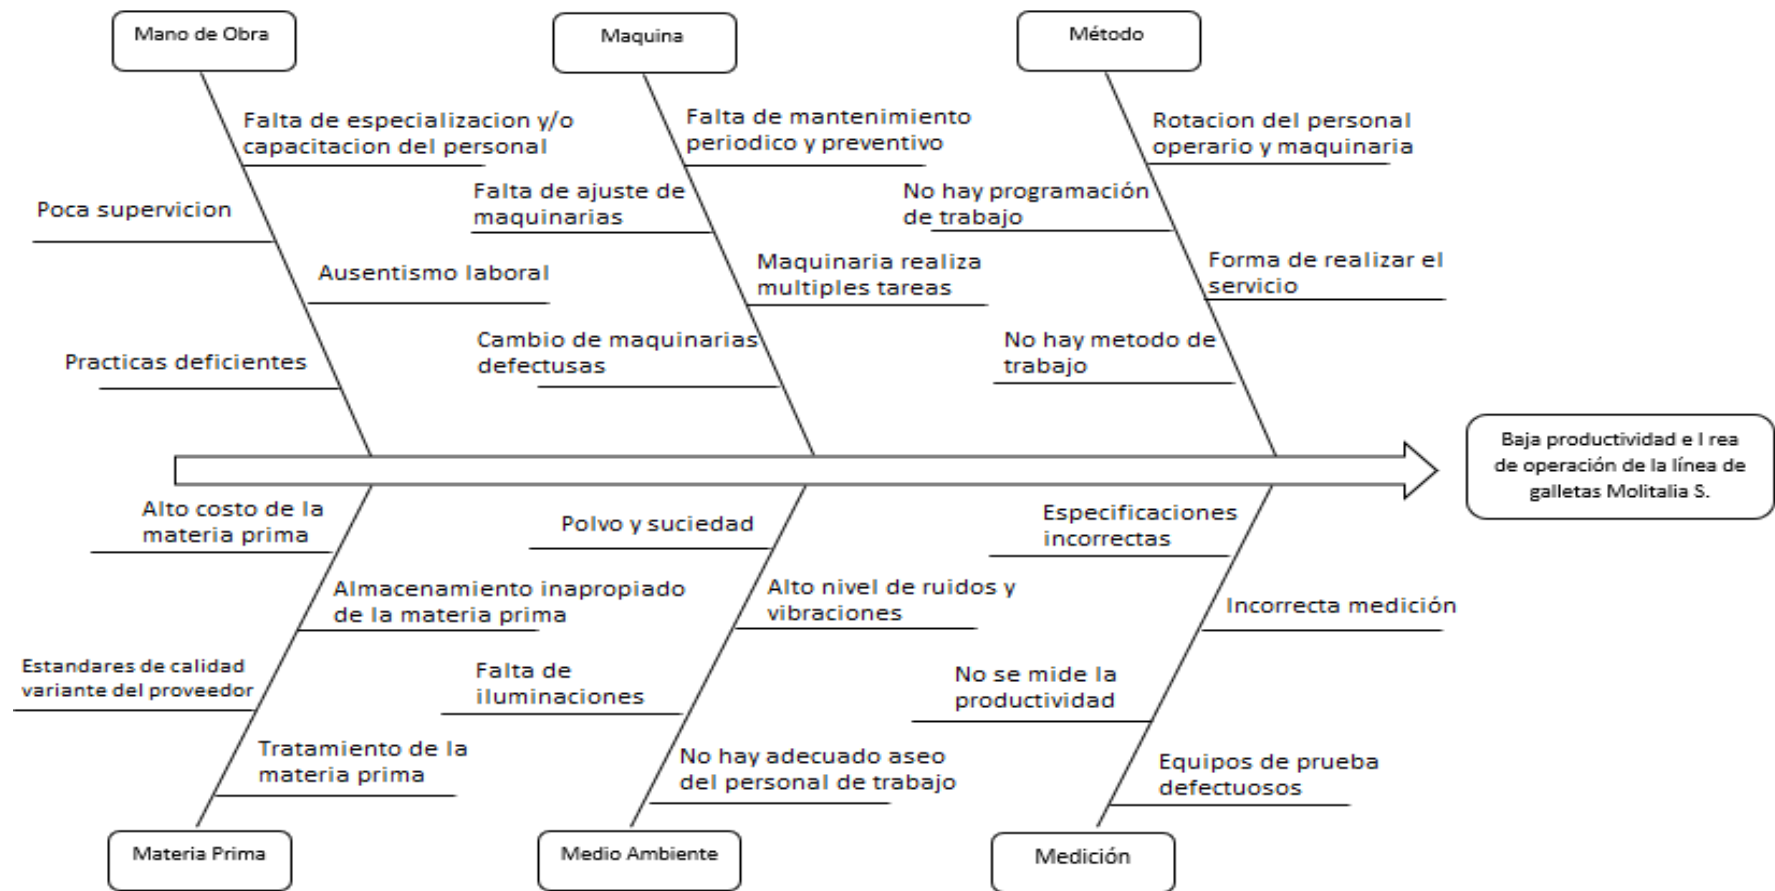 Mano de Obra
Maquina
Método
Falta de especializacion y/o
capacitacion del personal
Poca supervicion
Ausentismo laboral
Practicas deficientes
Falta de mantenimiento
periodico y preventivo
Falta de ajuste de
maquinarias
Maquinaria realiza
multiples tareas
Cambio de maquinarias
defectusas
Rotacion del personal
operario y maquinaria
No hay programación
de trabajo
Forma de realizar el
servicio
No hay metodo de
trabajo
Baja productividad e l rea
de operación de la línea de
galletas Molitalia S.
Alto costo de la
materia prima
Almacenamiento inapropiado
de la materia prima
Estandares de calidad
variante del proveedor
Tratamiento de la
materia prima
Polvo y suciedad
Alto nivel de ruidos y
vibraciones
Falta de
iluminaciones
No hay adecuado aseo
del personal de trabajo
Especificaciones
incorrectas
Incorrecta medición
No se mide la
productividad
Equipos de prueba
defectuosos
Materia Prima
Medio Ambiente
Medición